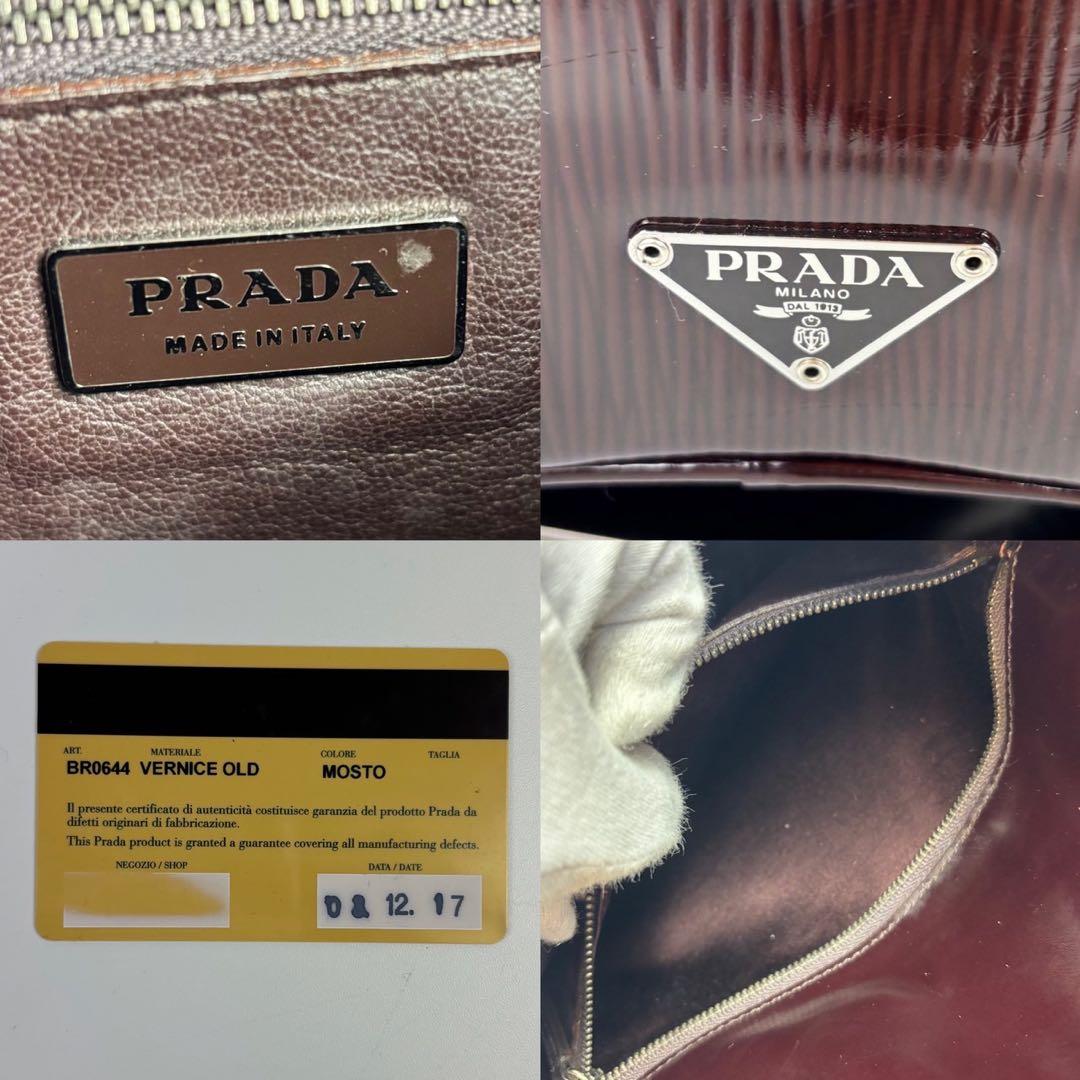 PRADA
MADE IN ITALY
PRADA
MILANO
DAL 1913
ART. MATERIALE COLORE TAGLIA
BR0644 VERNICE OLD MOSTO
Il presente certificato di autenticità costituisce garanzia del prodotto Prada da
difetti originari di fabbricazione.
This Prada product is granted a guarantee covering all manufacturing defects.
NEGOZIO / SHOP DATA / DATE
12. 17